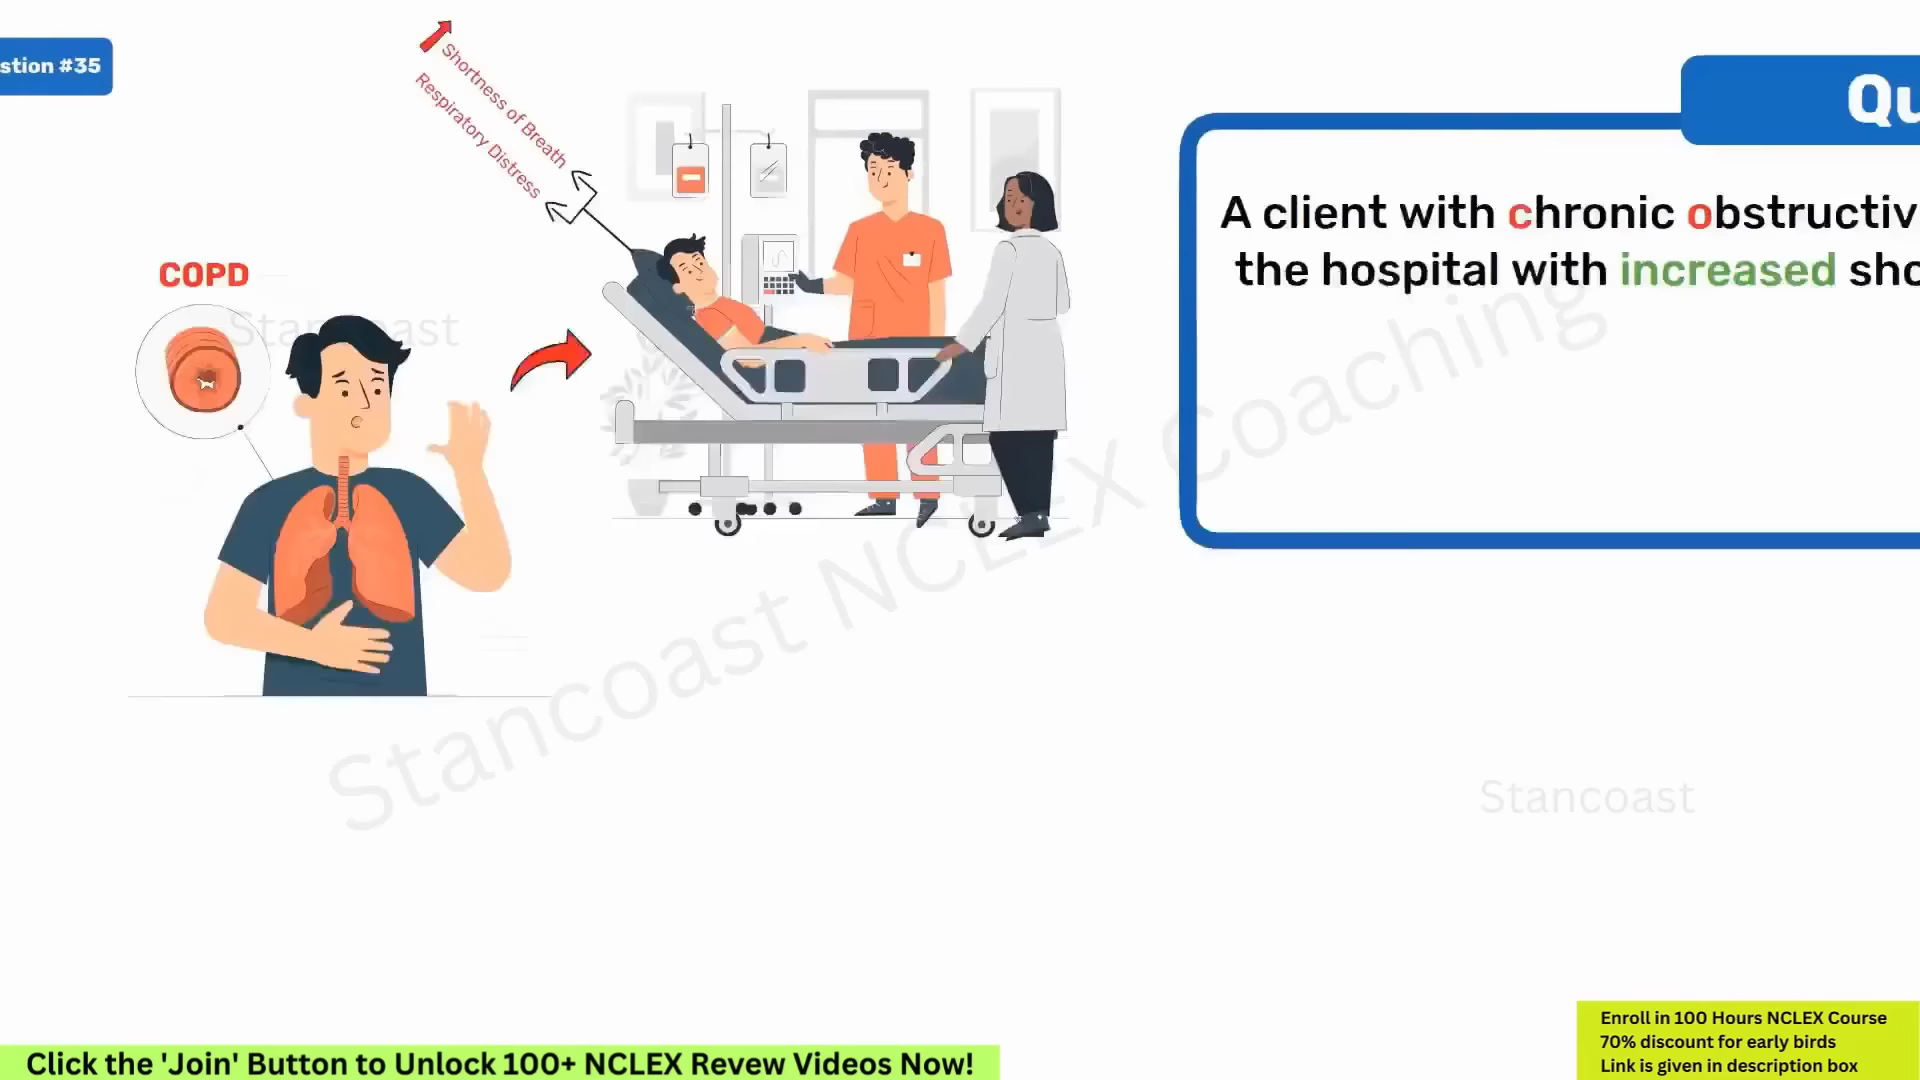 stion #35
Shortness of Breath
Respiratory Distress
COPD
Qu
A client with chronic obstructiv
the hospital with increased sho
Stancoast
Stancoast NCLEX Coaching
Stancoast
Click the 'Join' Button to Unlock 100+ NCLEX Revew Videos Now!
Enroll in 100 Hours NCLEX Course
70% discount for early birds
Link is given in description box